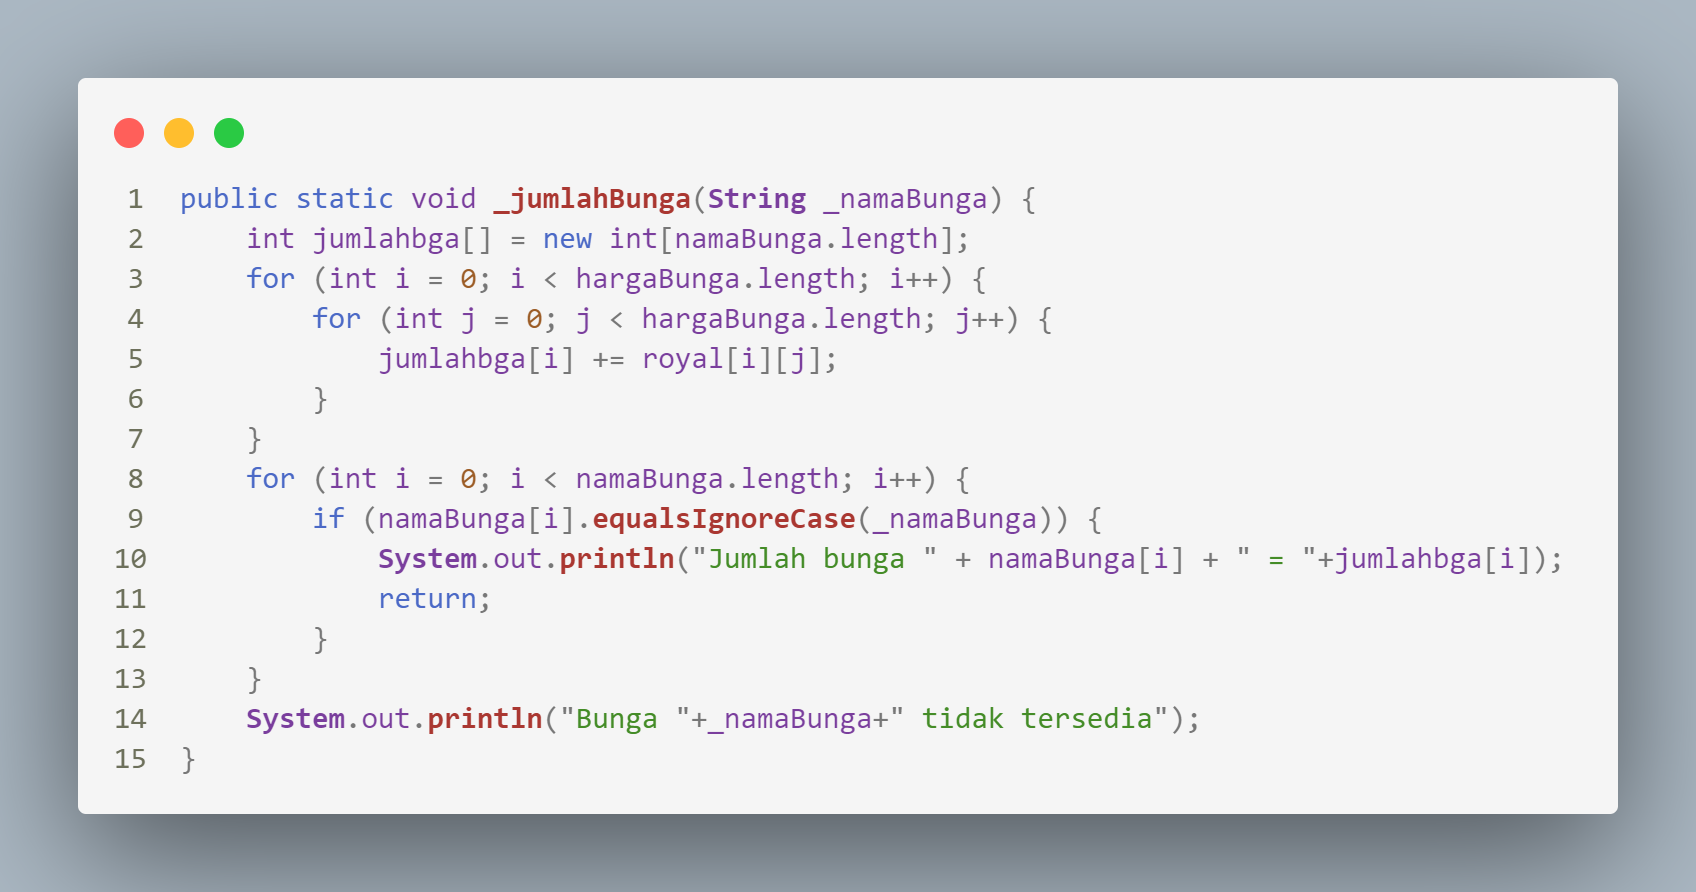 1 public static void _jumlahBunga(String _namaBunga) {
2     int jumlahbga[] = new int[namaBunga.length];
3     for (int i = 0; i < hargaBunga.length; i++) {
4         for (int j = 0; j < hargaBunga.length; j++) {
5             jumlahbga[i] += royal[i][j];
6         }
7     }
8     for (int i = 0; i < namaBunga.length; i++) {
9         if (namaBunga[i].equalsIgnoreCase(_namaBunga)) {
10             System.out.println("Jumlah bunga " + namaBunga[i] + " = "+jumlahbga[i]);
11             return;
12         }
13     }
14     System.out.println("Bunga "+_namaBunga+" tidak tersedia");
15 }